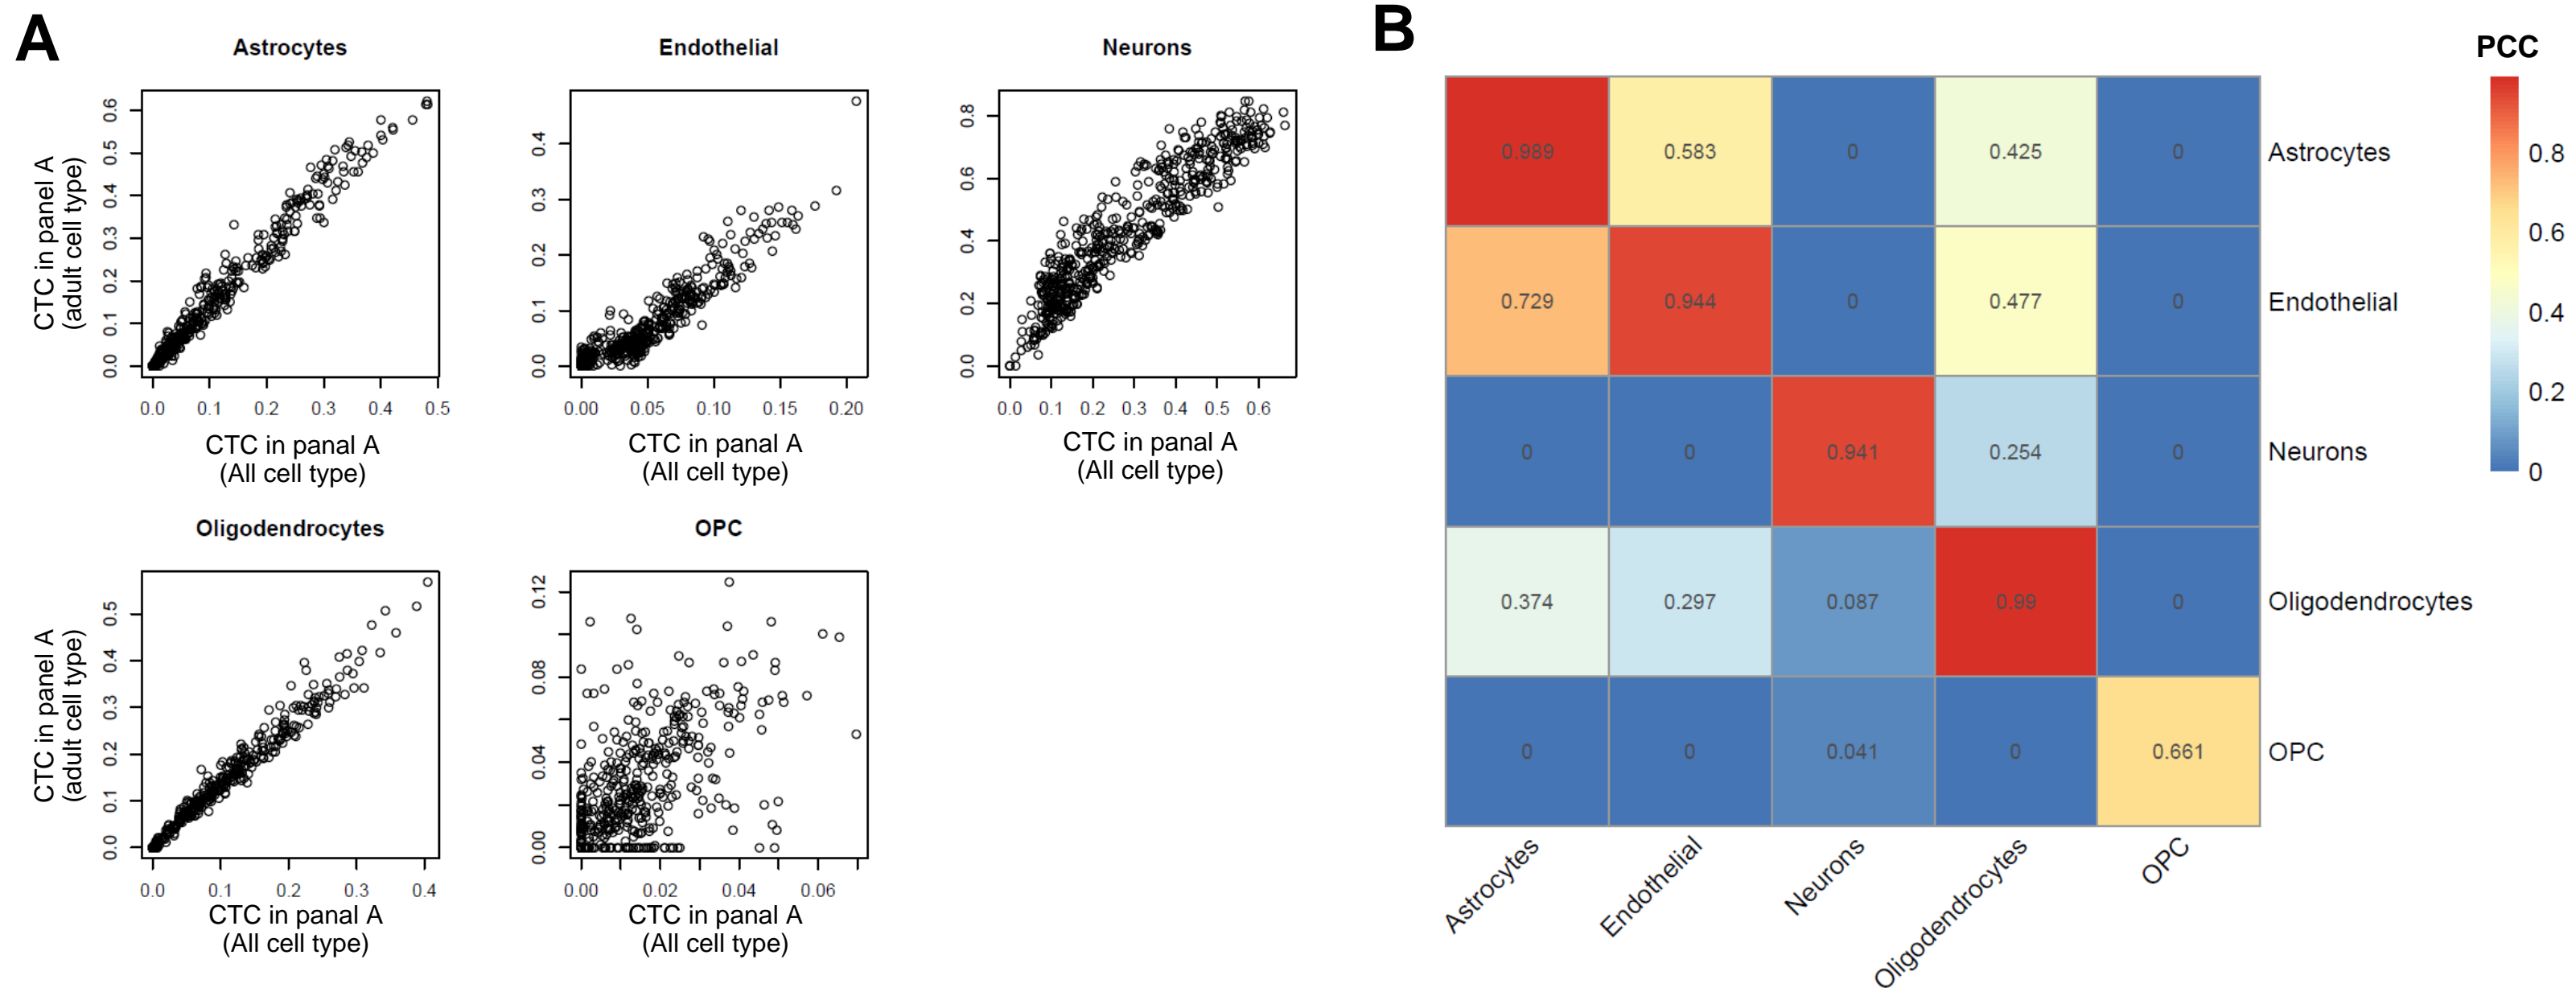 A
B
Astrocytes
Endothelial
Neurons
PCC
CTC in panel A
(adult cell type)
0.0 0.1 0.2 0.3 0.4 0.5 0.6
0.0 0.1 0.2 0.3 0.4 0.5
CTC in panal A
(All cell type)
0.0 0.1 0.2 0.3 0.4
0.00 0.05 0.10 0.15 0.20
CTC in panal A
(All cell type)
0.0 0.2 0.4 0.6 0.8
0.0 0.1 0.2 0.3 0.4 0.5 0.6
CTC in panal A
(All cell type)
Oligodendrocytes
OPC
CTC in panel A
(adult cell type)
0.0 0.1 0.2 0.3 0.4 0.5
0.0 0.1 0.2 0.3 0.4
CTC in panal A
(All cell type)
0.00 0.04 0.08 0.12
0.00 0.02 0.04 0.06
CTC in panal A
(All cell type)
0.989 0.583 0 0.425 0 Astrocytes
0.729 0.944 0 0.477 0 Endothelial
0 0 0.941 0.254 0 Neurons
0.374 0.297 0.087 0.99 0 Oligodendrocytes
0 0 0.041 0 0.661 OPC
Astrocytes
Endothelial
Neurons
Oligodendrocytes
OPC
0.8
0.6
0.4
0.2
0